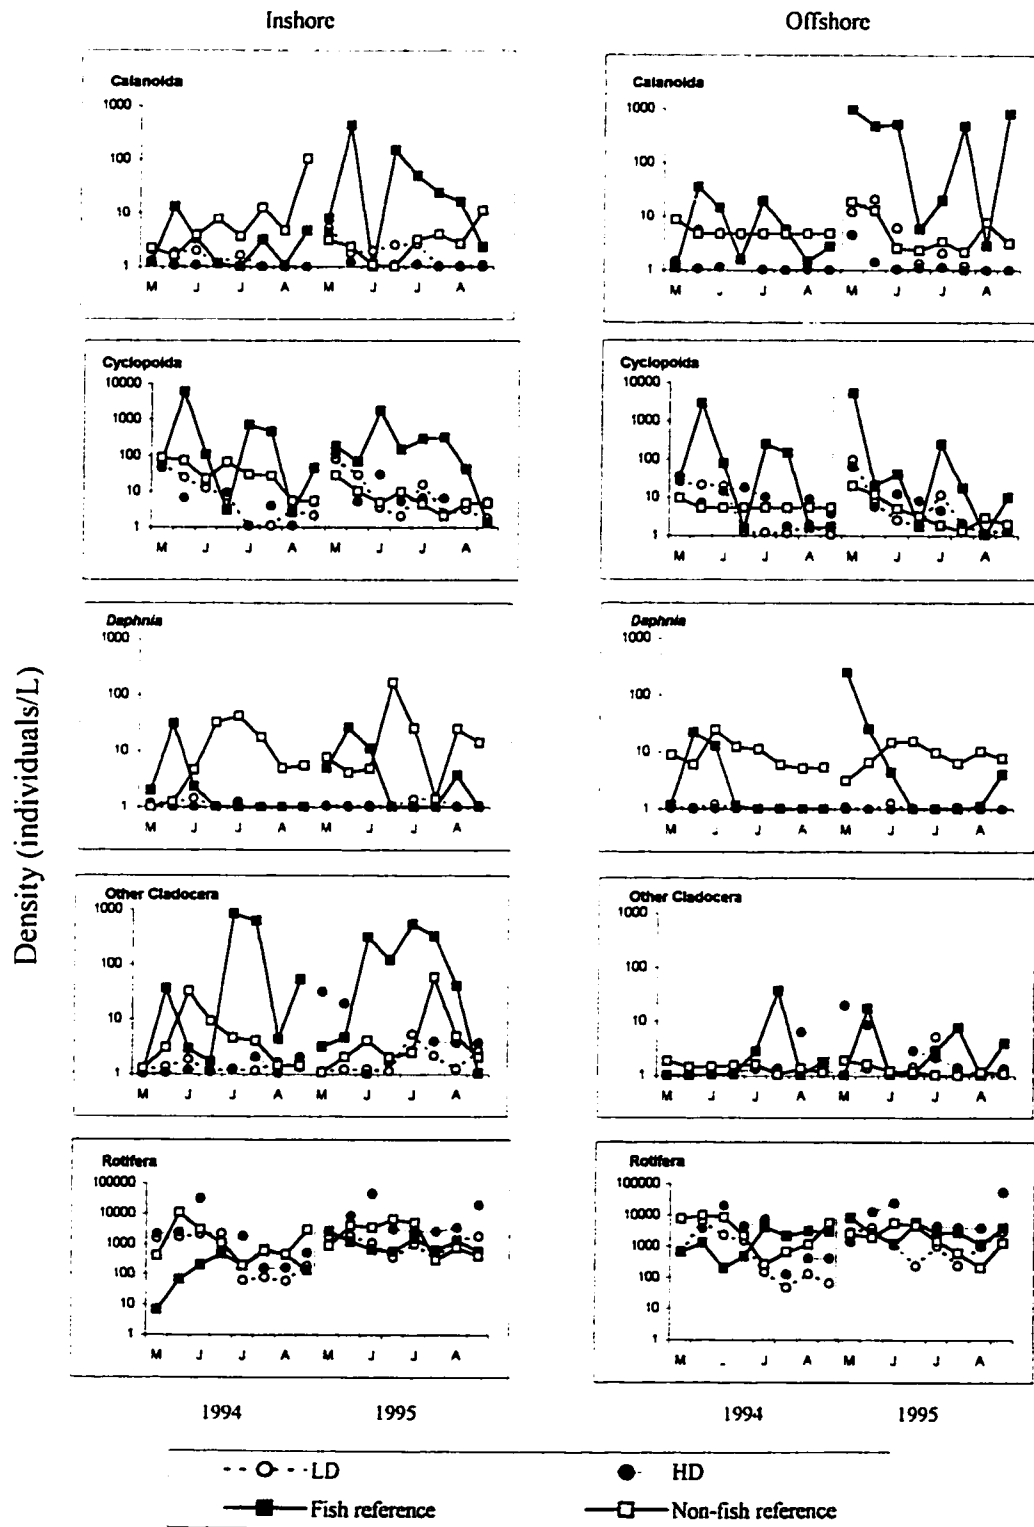 Inshore
Offshore
Calanoida
1000
100
10
1
M J J A M J J A
Calanoida
1000
100
10
1
M J J A M J J A
Cyclopoida
10000
1000
100
10
1
M J J A M J J A
Cyclopoida
10000
1000
100
10
1
M J J A M J J A
Daphnia
1000
100
10
1
M J J A M J J A
Daphnia
1000
100
10
1
M J J A M J J A
Density (individuals/L)
Other Cladocera
1000
100
10
1
M J J A M J J A
Other Cladocera
1000
100
10
1
M J J A M J J A
Rotifera
100000
10000
1000
100
10
1
M J J A M J J A
Rotifera
100000
10000
1000
100
10
1
M J A M J J A
1994
1995
1994
1995
LD
HD
Fish reference
Non-fish reference